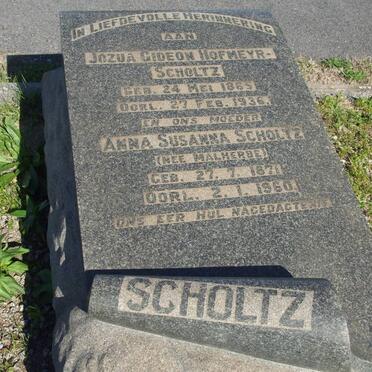 IN LIEFDEVOLLE HERINNERING
AAN
JOZUA GIDEON HOFMEYR
SCHOLTZ
GEB. 24 MEI 1865
OORL. 27 FEB. 1936.
EN ONS MOEDER
ANNA SUSANNA SCHOLTZ
(NEE MALHERBE)
GEB. 27. 7. 1871
OORL. 2. 1. 1960.
ONS EER HUL NAGEDAGTENIS
SCHOLTZ